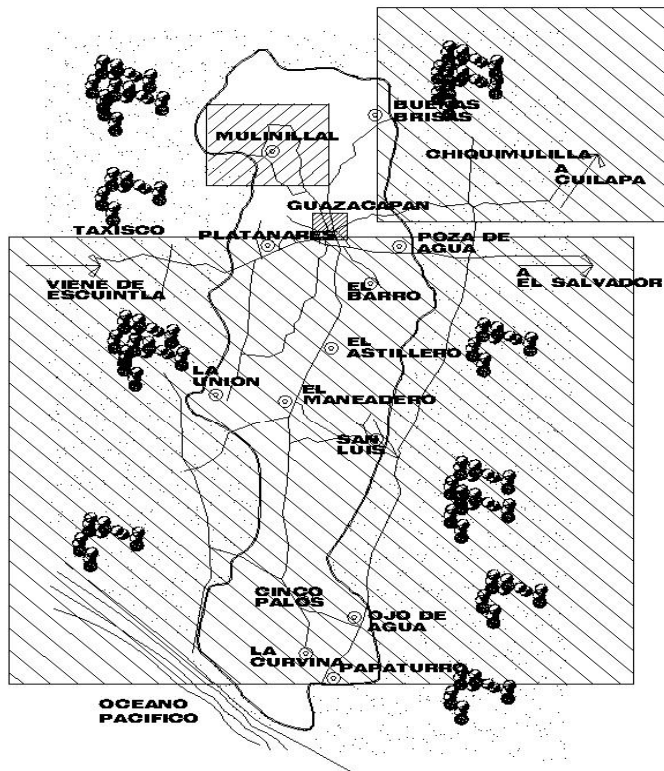 BUENAS
BRISAS
MULINILLAL
CHIQUIMULILLA
A
CUILAPA
GUAZACAPAN
TAXISCO
PLATANARES
POZA DE
AGUA
VIENE DE
ESCUINTLA
A
EL SALVADOR
EL
BARRO
EL
ASTILLERO
LA
UNION
EL
MANEADERO
SAN
LUIS
CINCO
PALOS
OJO DE
AGUA
LA
CURVINA
PAPATURRO
OCEANO
PACIFICO